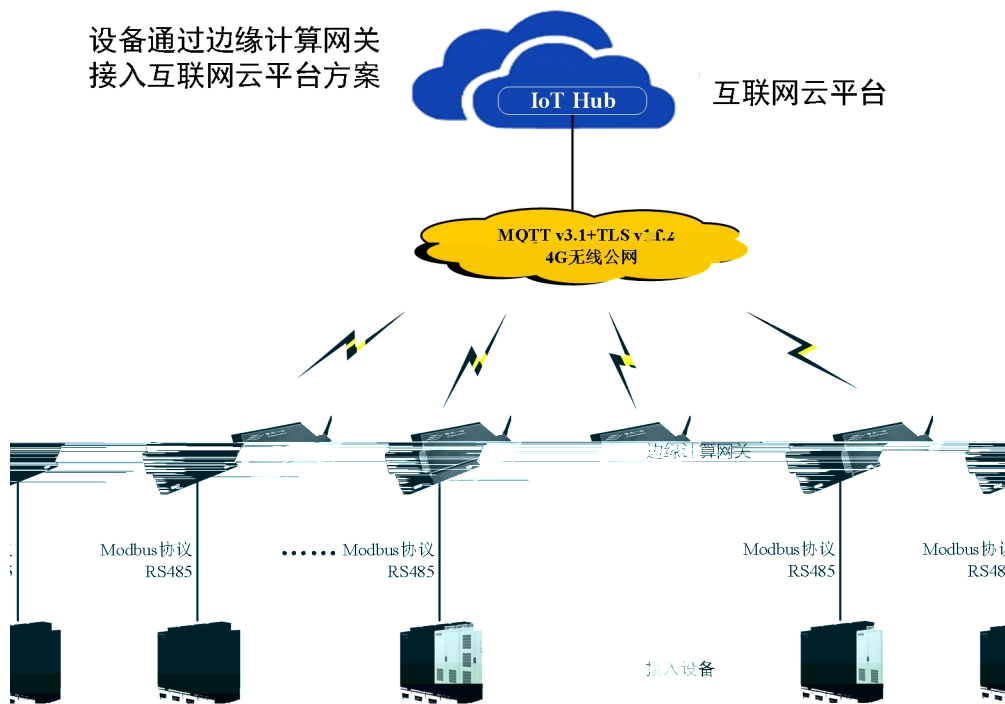 设备通过边缘计算网关
接入互联网云平台方案
IoT Hub
互联网云平台
MQTT v3.1+TLS
4G无线公网
边缘计算网关
Modbus协议
RS485
......
Modbus协议
RS485
Modbus协议
RS485
Modbus协
RS48
接入设备